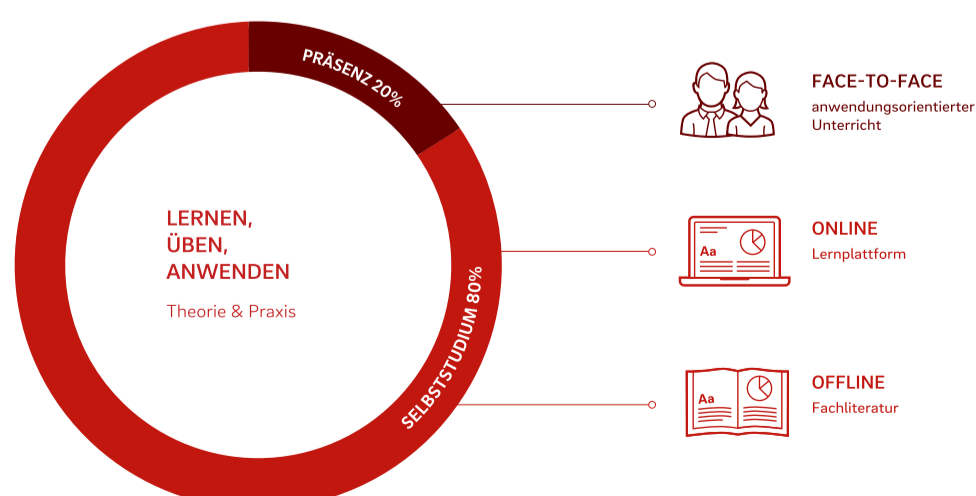 PRÄSENZ 20%
FACE-TO-FACE
anwendungsorientierter
Unterricht
LERNEN,
ÜBEN,
ANWENDEN
Theorie & Praxis
Aa
ONLINE
Lernplattform
SELBSTSTUDIUM 80%
Aa
OFFLINE
Fachliteratur